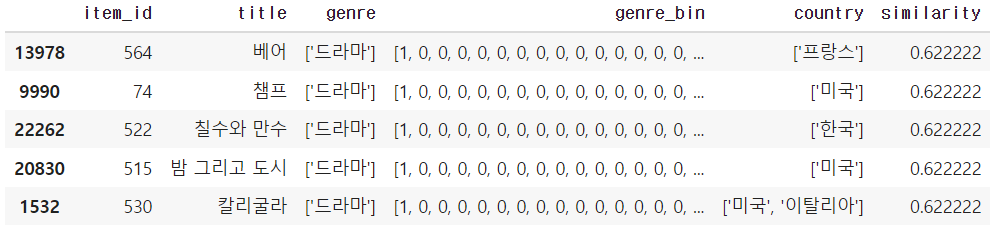 item_id title genre genre_bin country similarity
13978 564 베어 ['드라마'] [1, 0, 0, 0, 0, 0, 0, 0, 0, 0, 0, 0, 0, 0, 0, ... ['프랑스'] 0.622222
9990 74 챔프 ['드라마'] [1, 0, 0, 0, 0, 0, 0, 0, 0, 0, 0, 0, 0, 0, 0, ... ['미국'] 0.622222
22262 522 칠수와 만수 ['드라마'] [1, 0, 0, 0, 0, 0, 0, 0, 0, 0, 0, 0, 0, 0, 0, ... ['한국'] 0.622222
20830 515 밤 그리고 도시 ['드라마'] [1, 0, 0, 0, 0, 0, 0, 0, 0, 0, 0, 0, 0, 0, 0, ... ['미국'] 0.622222
1532 530 칼리굴라 ['드라마'] [1, 0, 0, 0, 0, 0, 0, 0, 0, 0, 0, 0, 0, 0, 0, ... ['미국', '이탈리아'] 0.622222